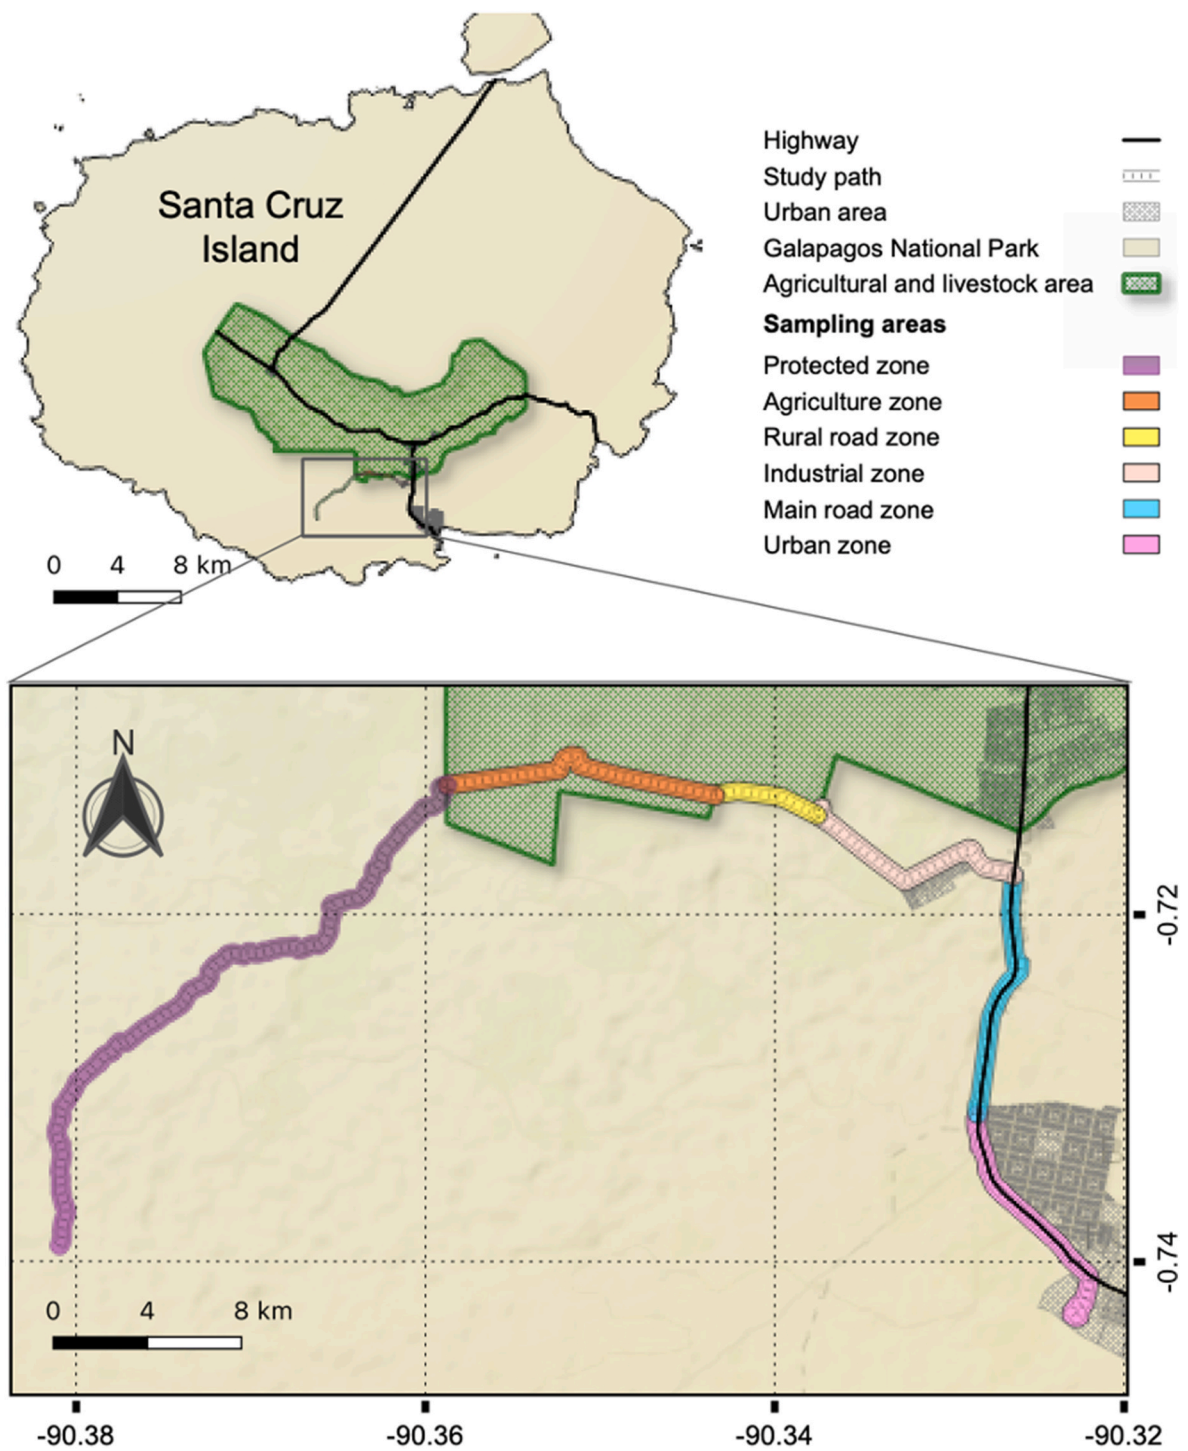 Santa Cruz
Island
Highway
Study path
Urban area
Galapagos National Park
Agricultural and livestock area
Sampling areas
Protected zone
Agriculture zone
Rural road zone
Industrial zone
Main road zone
Urban zone
0 4 8 km
N
-0.72
-0.74
0 4 8 km
-90.38 -90.36 -90.34 -90.32